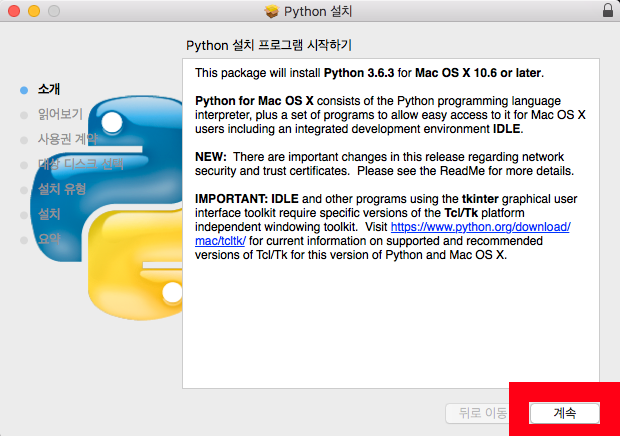 Python 설치
Python 설치 프로그램 시작하기
소개
읽어보기
사용권 계약
대상 디스크 선택
설치 유형
설치
요약
This package will install Python 3.6.3 for Mac OS X 10.6 or later.
Python for Mac OS X consists of the Python programming language
interpreter, plus a set of programs to allow easy access to it for Mac OS X
users including an integrated development environment IDLE.
NEW:  There are important changes in this release regarding network
security and trust certificates.  Please see the ReadMe for more details.
IMPORTANT: IDLE and other programs using the tkinter graphical user
interface toolkit require specific versions of the Tcl/Tk platform
independent windowing toolkit.  Visit https://www.python.org/download/
mac/tcltk/ for current information on supported and recommended
versions of Tcl/Tk for this version of Python and Mac OS X.
뒤로 이동
계속